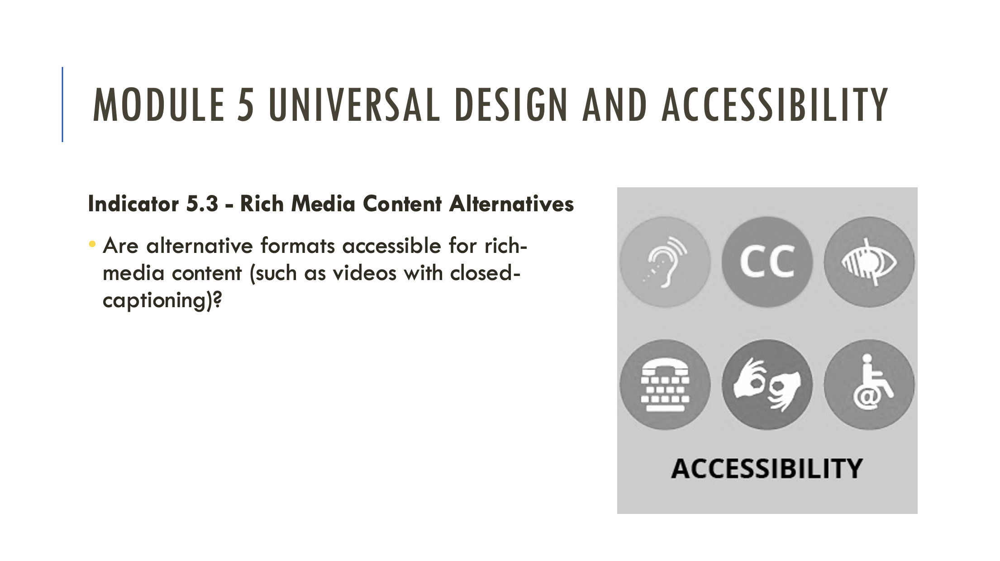 MODULE 5 UNIVERSAL DESIGN AND ACCESSIBILITY
Indicator 5.3 - Rich Media Content Alternatives
• Are alternative formats accessible for rich-
media content (such as videos with closed-
captioning)?
CC
@
ACCESSIBILITY